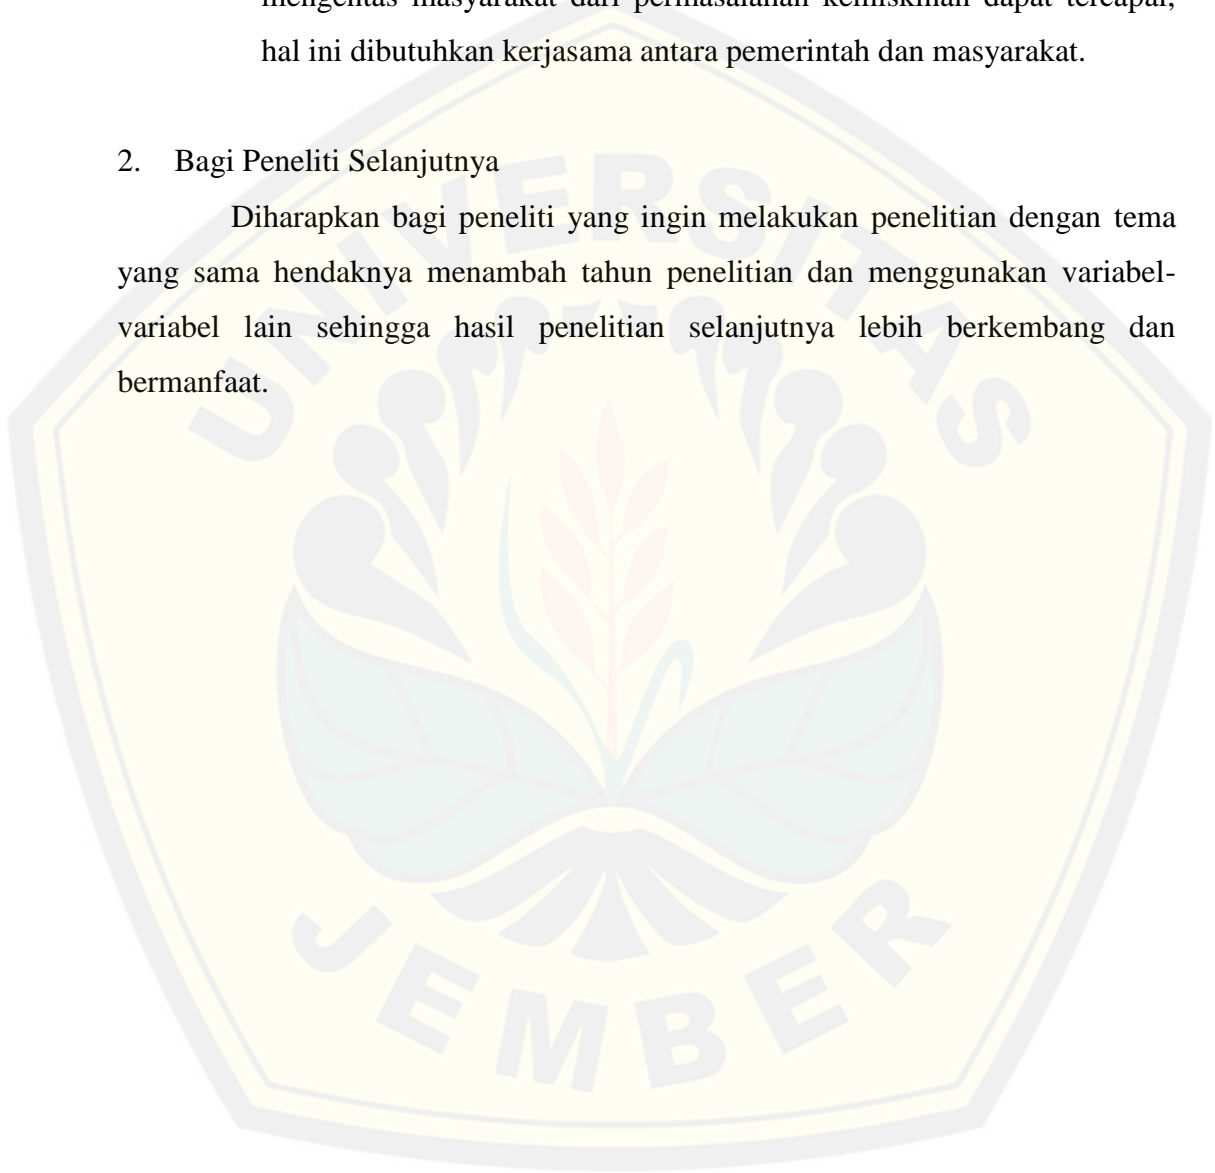 mengentas masyarakat dari permasalahan kemiskinan dapat tercapai,
hal ini dibutuhkan kerjasama antara pemerintah dan masyarakat.
2. Bagi Peneliti Selanjutnya
Diharapkan bagi peneliti yang ingin melakukan penelitian dengan tema
yang sama hendaknya menambah tahun penelitian dan menggunakan variabel-
variabel lain sehingga hasil penelitian selanjutnya lebih berkembang dan
bermanfaat.
UNIVERSITAS
JEMBER